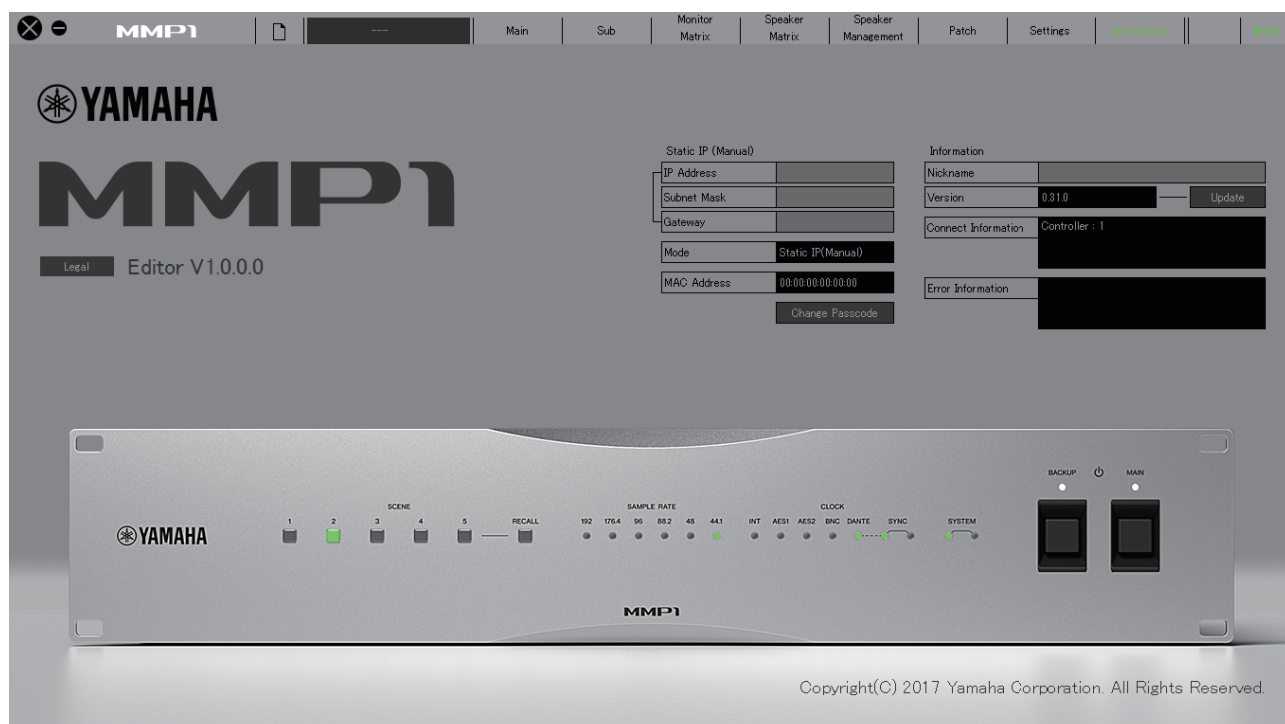 MMP1
---
Main
Sub
Monitor
Matrix
Speaker
Matrix
Speaker
Management
Patch
Settings
YAMAHA
MMP1
Legal
Editor V1.0.0.0
Static IP (Manual)
IP Address
Subnet Mask
Gateway
Mode
Static IP(Manual)
MAC Address
00:00:00:00:00:00
Change Passcode
Information
Nickname
Version
0.31.0
Update
Connect Information
Controller : 1
Error Information
BACKUP
MAIN
SCENE
1 2 3 4 5 RECALL
SAMPLE RATE
192 176.4 96 88.2 48 44.1
CLOCK
INT AES1 AES2 BNC DANTE SYNC
SYSTEM
YAMAHA
MMP1
Copyright(C) 2017 Yamaha Corporation. All Rights Reserved.